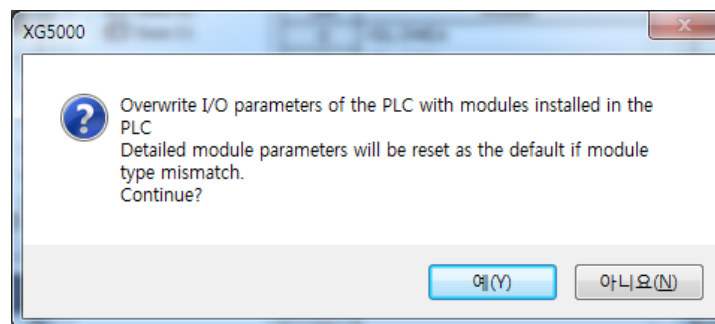 XG5000
Overwrite I/O parameters of the PLC with modules installed in the
PLC
Detailed module parameters will be reset as the default if module
type mismatch.
Continue?
예(Y)
아니요(N)